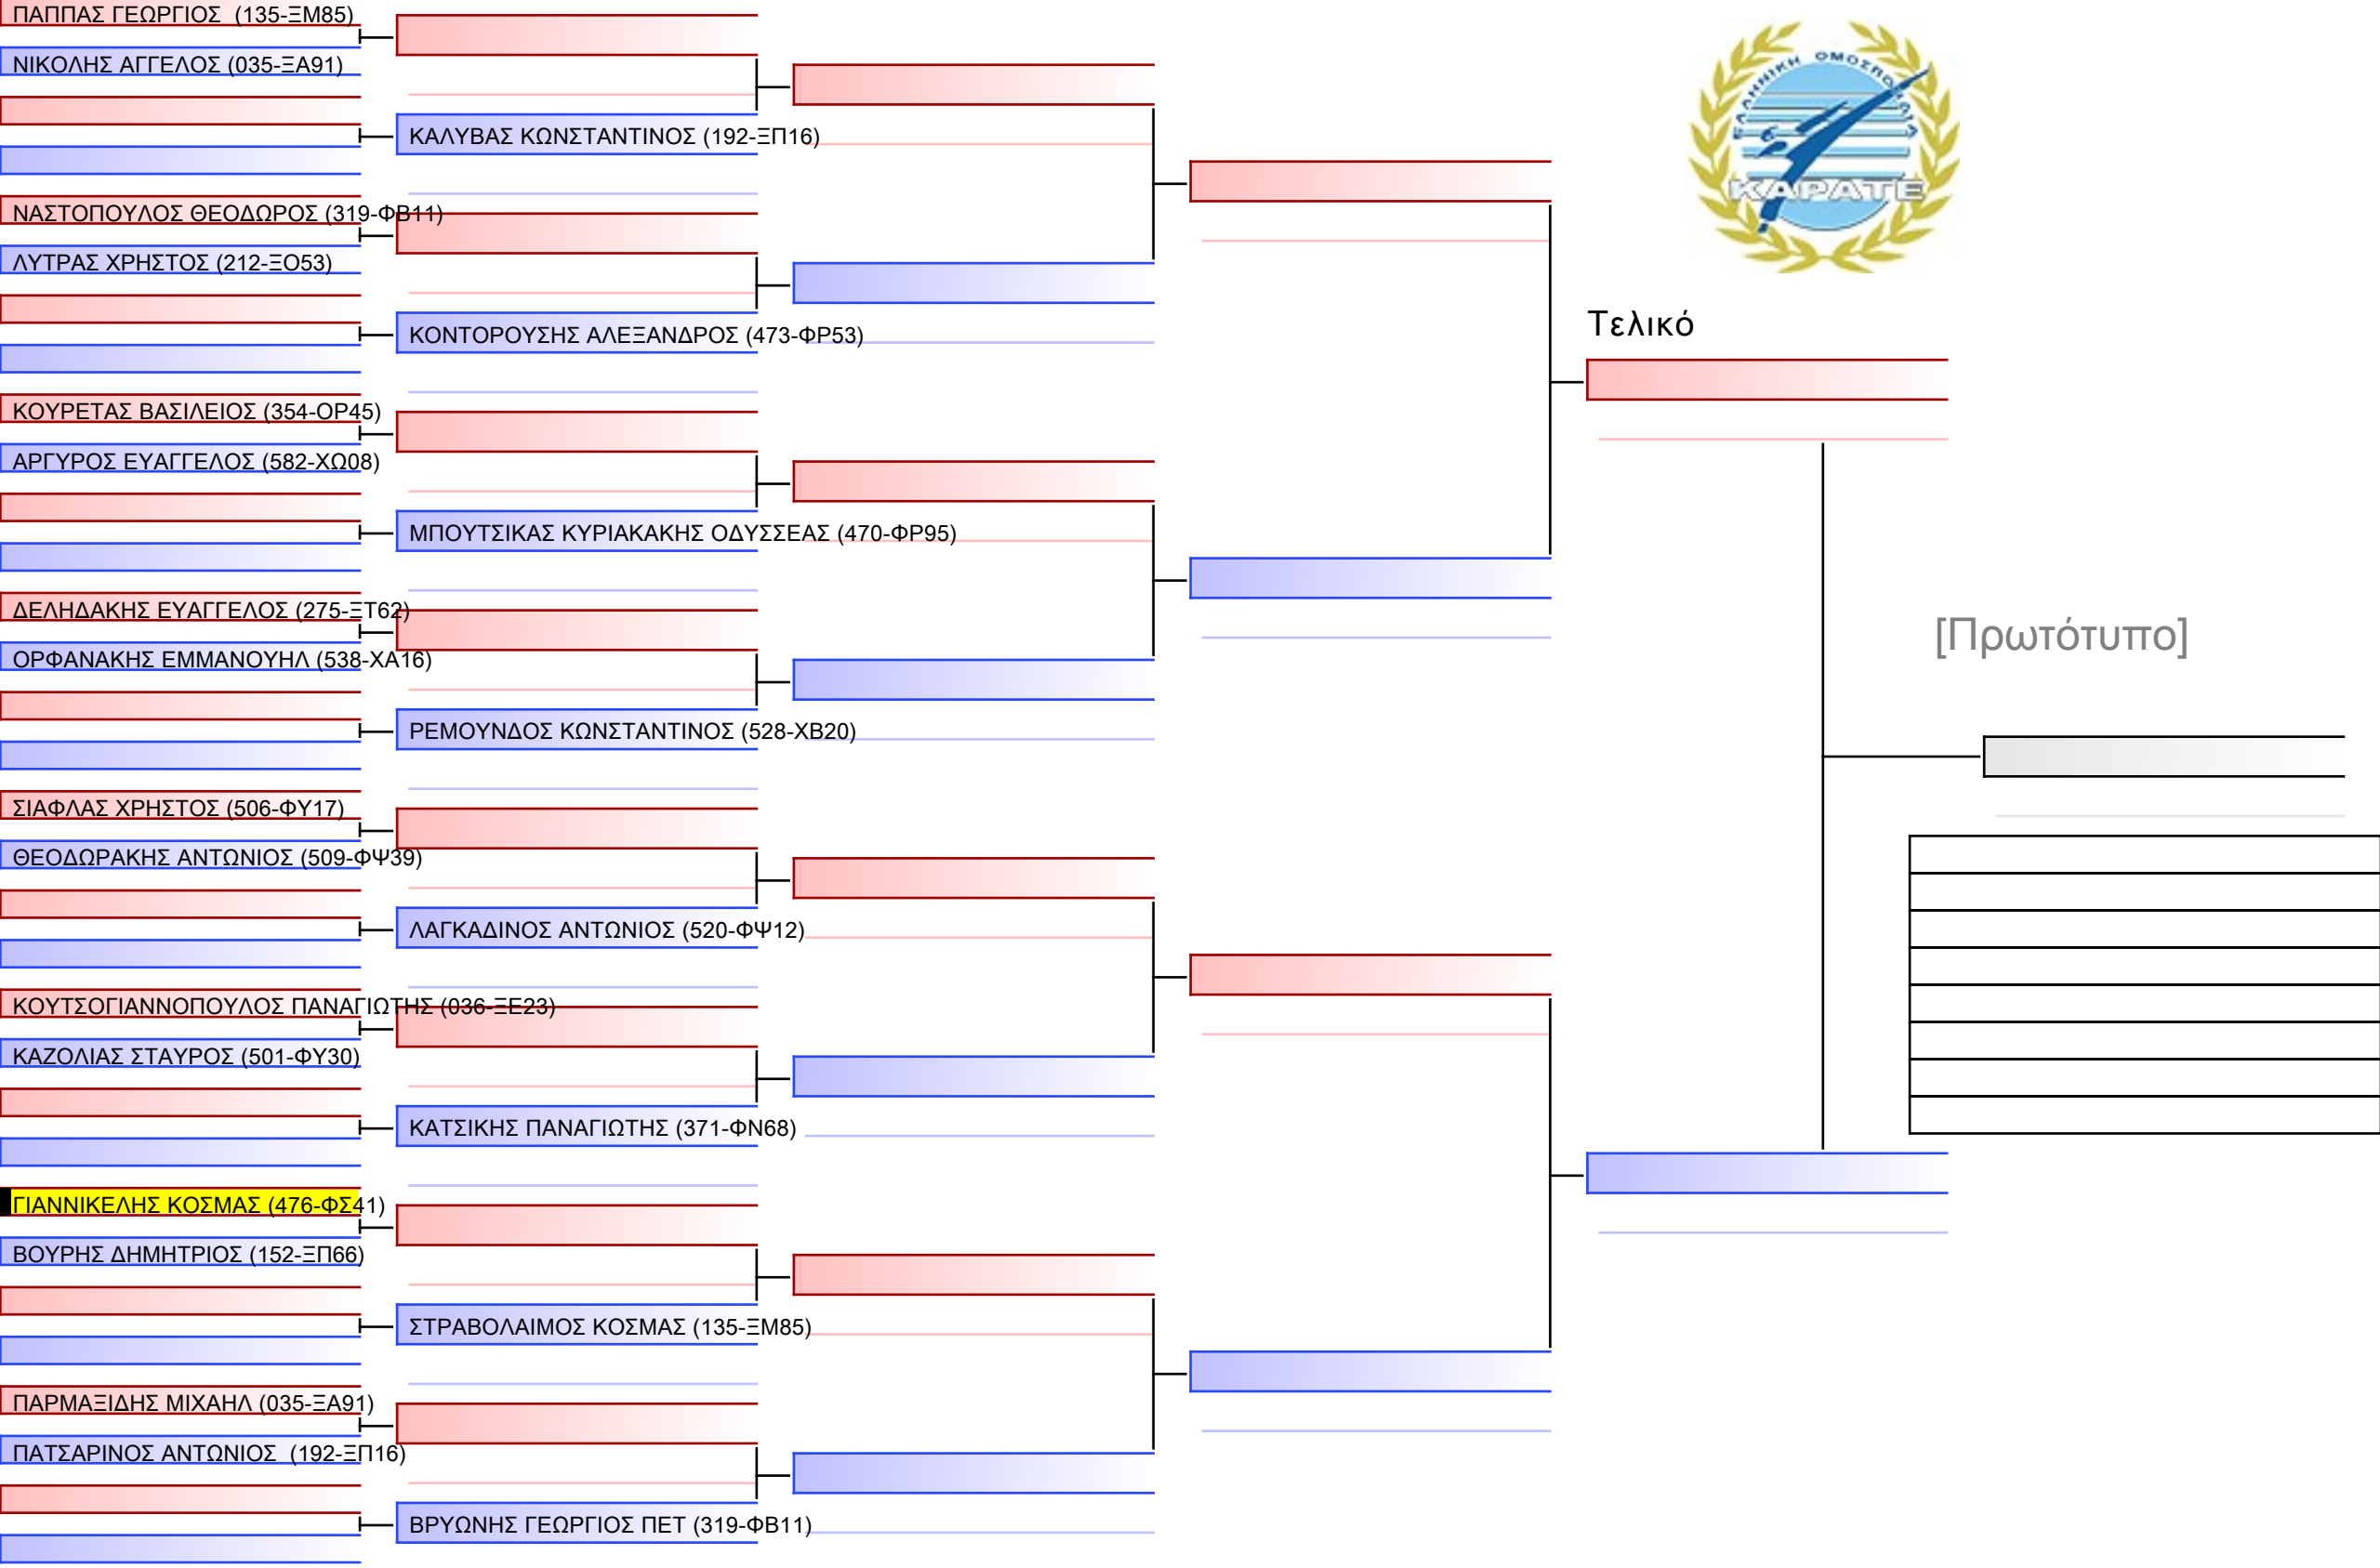 ΠΑΠΠΑΣ ΓΕΩΡΓΙΟΣ (135-ΞΜ85)
ΝΙΚΟΛΗΣ ΑΓΓΕΛΟΣ (035-ΞΑ91)
ΚΑΛΥΒΑΣ ΚΩΝΣΤΑΝΤΙΝΟΣ (192-ΞΠ16)
ΝΑΣΤΟΠΟΥΛΟΣ ΘΕΟΔΩΡΟΣ (319-ΦΒ11)
ΛΥΤΡΑΣ ΧΡΗΣΤΟΣ (212-ΞΟ53)
ΚΟΝΤΟΡΟΥΣΗΣ ΑΛΕΞΑΝΔΡΟΣ (473-ΦΡ53)
ΚΟΥΡΕΤΑΣ ΒΑΣΙΛΕΙΟΣ (354-ΟΡ45)
ΑΡΓΥΡΟΣ ΕΥΑΓΓΕΛΟΣ (582-ΧΩ08)
ΜΠΟΥΤΣΙΚΑΣ ΚΥΡΙΑΚΑΚΗΣ ΟΔΥΣΣΕΑΣ (470-ΦΡ95)
ΔΕΛΗΔΑΚΗΣ ΕΥΑΓΓΕΛΟΣ (275-ΞΤ62)
ΟΡΦΑΝΑΚΗΣ ΕΜΜΑΝΟΥΗΛ (538-ΧΑ16)
ΡΕΜΟΥΝΔΟΣ ΚΩΝΣΤΑΝΤΙΝΟΣ (528-ΧΒ20)
ΣΙΑΦΛΑΣ ΧΡΗΣΤΟΣ (506-ΦΥ17)
ΘΕΟΔΩΡΑΚΗΣ ΑΝΤΩΝΙΟΣ (509-ΦΨ39)
ΛΑΓΚΑΔΙΝΟΣ ΑΝΤΩΝΙΟΣ (520-ΦΨ12)
ΚΟΥΤΣΟΓΙΑΝΝΟΠΟΥΛΟΣ ΠΑΝΑΓΙΩΤΗΣ (036-ΞΕ23)
ΚΑΖΟΛΙΑΣ ΣΤΑΥΡΟΣ (501-ΦΥ30)
ΚΑΤΣΙΚΗΣ ΠΑΝΑΓΙΩΤΗΣ (371-ΦΝ68)
ΓΙΑΝΝΙΚΕΛΗΣ ΚΟΣΜΑΣ (476-ΦΣ41)
ΒΟΥΡΗΣ ΔΗΜΗΤΡΙΟΣ (152-ΞΠ66)
ΣΤΡΑΒΟΛΑΙΜΟΣ ΚΟΣΜΑΣ (135-ΞΜ85)
ΠΑΡΜΑΞΙΔΗΣ ΜΙΧΑΗΛ (035-ΞΑ91)
ΠΑΤΣΑΡΙΝΟΣ ΑΝΤΩΝΙΟΣ (192-ΞΠ16)
ΒΡΥΩΝΗΣ ΓΕΩΡΓΙΟΣ ΠΕΤ (319-ΦΒ11)
ΕΛΛΗΝΙΚΗ ΟΜΟΣΠΟΝΔΙΑ
ΚΑΡΑΤΕ
Τελικό
[Πρωτότυπο]